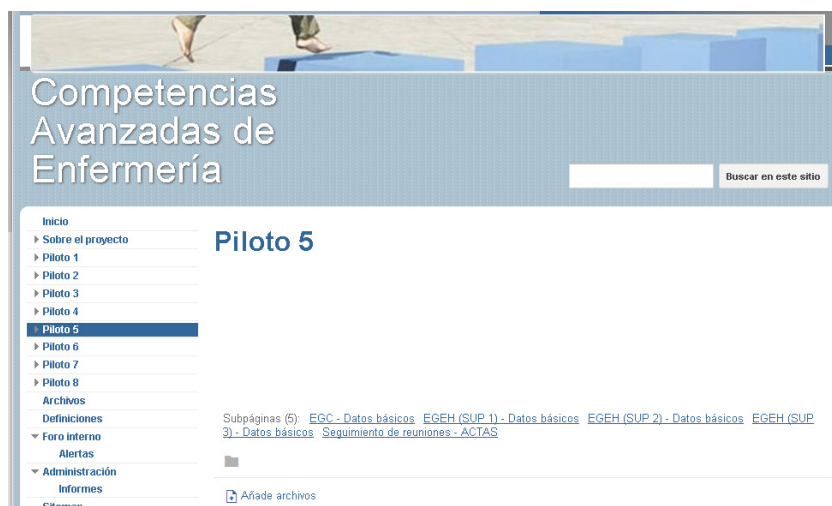 Competencias
Avanzadas de
Enfermería
Buscar en este sitio
Inicio
Sobre el proyecto
Piloto 1
Piloto 2
Piloto 3
Piloto 4
Piloto 5
Piloto 6
Piloto 7
Piloto 8
Archivos
Definiciones
Foro interno
Alertas
Administración
Informes
Sitemap
Piloto 5
Subpáginas (5): EGC - Datos básicos EGEH (SUP 1) - Datos básicos EGEH (SUP 2) - Datos básicos EGEH (SUP
3) - Datos básicos Seguimiento de reuniones - ACTAS
Añade archivos